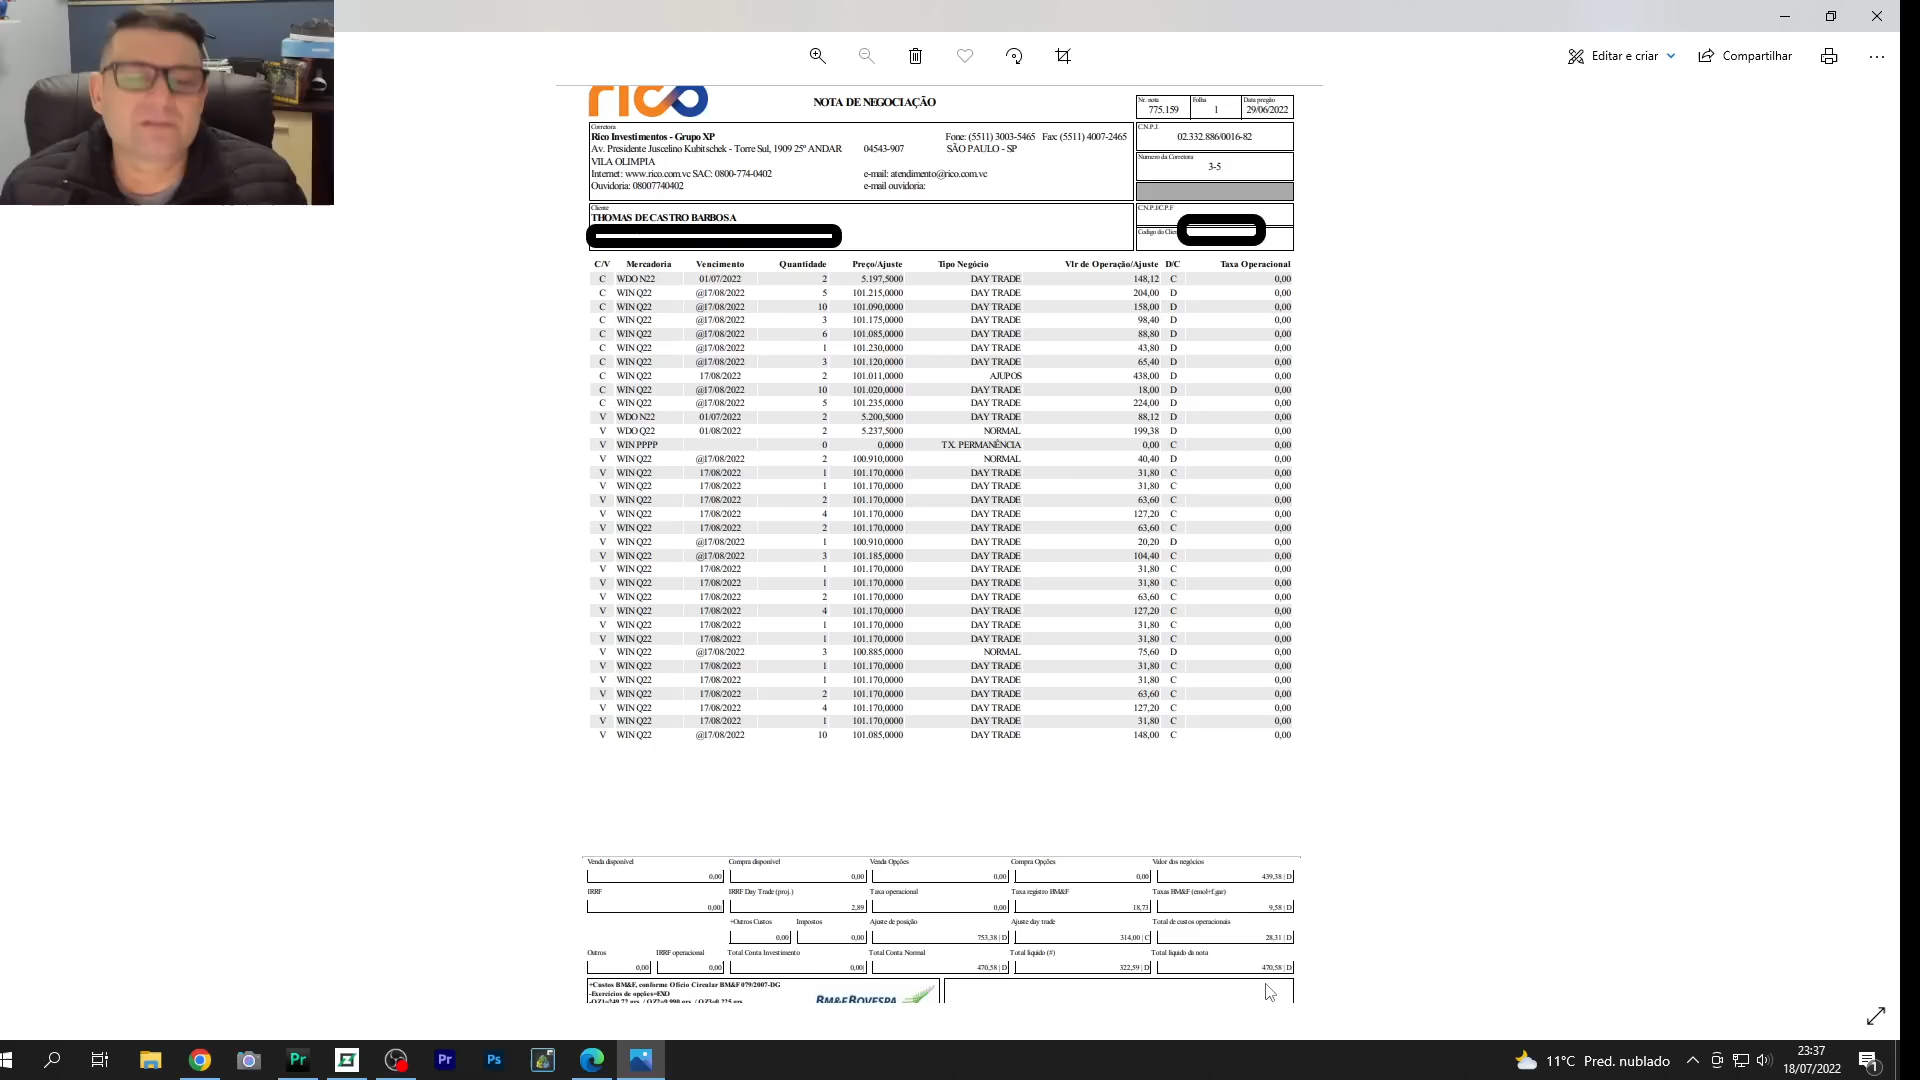 Editar e criar Compartilhar
rico NOTA DE NEGOCIAÇÃO
Nr. nota Folha Data pregão
775.159 1 29/06/2022
Corretora
Rico Investimentos - Grupo XP Fone: (5511) 3003-5465 Fax: (5511) 4007-2465
Av. Presidente Juscelino Kubitschek - Torre Sul, 1909 25º ANDAR 04543-907 SÃO PAULO - SP
VILA OLIMPIA
Internet: www.rico.com.vc SAC: 0800-774-0402 e-mail: atendimento@rico.com.vc
Ouvidoria: 08007740402 e-mail ouvidoria:
C.N.P.J.
02.332.886/0016-82
Número da Corretora
3-5
Cliente
THOMAS DE CASTRO BARBOSA
C.N.P.J/C.P.F
Codigo do Clien
C/V Mercadoria Vencimento Quantidade Preço/Ajuste Tipo Negócio Vlr de Operação/Ajuste D/C Taxa Operacional
C WDO N22 01/07/2022 2 5.197,5000 DAY TRADE 148,12 C 0,00
C WIN Q22 @17/08/2022 5 101.215,0000 DAY TRADE 204,00 D 0,00
C WIN Q22 @17/08/2022 10 101.090,0000 DAY TRADE 158,00 D 0,00
C WIN Q22 @17/08/2022 3 101.175,0000 DAY TRADE 98,40 D 0,00
C WIN Q22 @17/08/2022 6 101.085,0000 DAY TRADE 88,80 D 0,00
C WIN Q22 @17/08/2022 1 101.230,0000 DAY TRADE 43,80 D 0,00
C WIN Q22 @17/08/2022 3 101.120,0000 DAY TRADE 65,40 D 0,00
C WIN Q22 17/08/2022 2 101.011,0000 AJUPOS 438,00 D 0,00
C WIN Q22 @17/08/2022 10 101.020,0000 DAY TRADE 18,00 D 0,00
C WIN Q22 @17/08/2022 5 101.235,0000 DAY TRADE 224,00 D 0,00
V WDO N22 01/07/2022 2 5.200,5000 DAY TRADE 88,12 D 0,00
V WDO Q22 01/08/2022 2 5.237,5000 NORMAL 199,38 D 0,00
V WIN PPPP 0 0,0000 TX. PERMANÊNCIA 0,00 C 0,00
V WIN Q22 @17/08/2022 2 100.910,0000 NORMAL 40,40 D 0,00
V WIN Q22 17/08/2022 1 101.170,0000 DAY TRADE 31,80 C 0,00
V WIN Q22 17/08/2022 1 101.170,0000 DAY TRADE 31,80 C 0,00
V WIN Q22 17/08/2022 2 101.170,0000 DAY TRADE 63,60 C 0,00
V WIN Q22 17/08/2022 4 101.170,0000 DAY TRADE 127,20 C 0,00
V WIN Q22 17/08/2022 2 101.170,0000 DAY TRADE 63,60 C 0,00
V WIN Q22 @17/08/2022 1 100.910,0000 DAY TRADE 20,20 D 0,00
V WIN Q22 @17/08/2022 3 101.185,0000 DAY TRADE 104,40 C 0,00
V WIN Q22 17/08/2022 1 101.170,0000 DAY TRADE 31,80 C 0,00
V WIN Q22 17/08/2022 1 101.170,0000 DAY TRADE 31,80 C 0,00
V WIN Q22 17/08/2022 2 101.170,0000 DAY TRADE 63,60 C 0,00
V WIN Q22 17/08/2022 4 101.170,0000 DAY TRADE 127,20 C 0,00
V WIN Q22 17/08/2022 1 101.170,0000 DAY TRADE 31,80 C 0,00
V WIN Q22 17/08/2022 1 101.170,0000 DAY TRADE 31,80 C 0,00
V WIN Q22 @17/08/2022 3 100.885,0000 NORMAL 75,60 D 0,00
V WIN Q22 17/08/2022 1 101.170,0000 DAY TRADE 31,80 C 0,00
V WIN Q22 17/08/2022 1 101.170,0000 DAY TRADE 31,80 C 0,00
V WIN Q22 17/08/2022 2 101.170,0000 DAY TRADE 63,60 C 0,00
V WIN Q22 17/08/2022 4 101.170,0000 DAY TRADE 127,20 C 0,00
V WIN Q22 17/08/2022 1 101.170,0000 DAY TRADE 31,80 C 0,00
V WIN Q22 @17/08/2022 10 101.085,0000 DAY TRADE 148,00 C 0,00
Venda disponível Compra disponível Venda Opções Compra Opções Valor dos negócios
0,00 0,00 0,00 0,00 439,38 | D
IRRF IRRF Day Trade (proj.) Taxa operacional Taxa registro BM&F Taxas BM&F (emol+f.gar)
0,00| 2,89 0,00 18,73 9,58 | D
+Outros Custos Impostos Ajuste de posição Ajuste day trade Total de custos operacionais
0,00 0,00 753,38 | D 314,00 | C 28,31 | D
Outros IRRF operacional Total Conta Investimento Total Conta Normal Total liquido (#) Total líquido da nota
0,00 0,00 0,00| 470,58 | D 322,59 | D 470,58 | D
+Custos BM&F, conforme Ofício Circular BM&F 079/2007-DG
-Exercícios de opções=EXO
BM&FBOVESPA
11°C Pred. nublado 23:37
18/07/2022 1